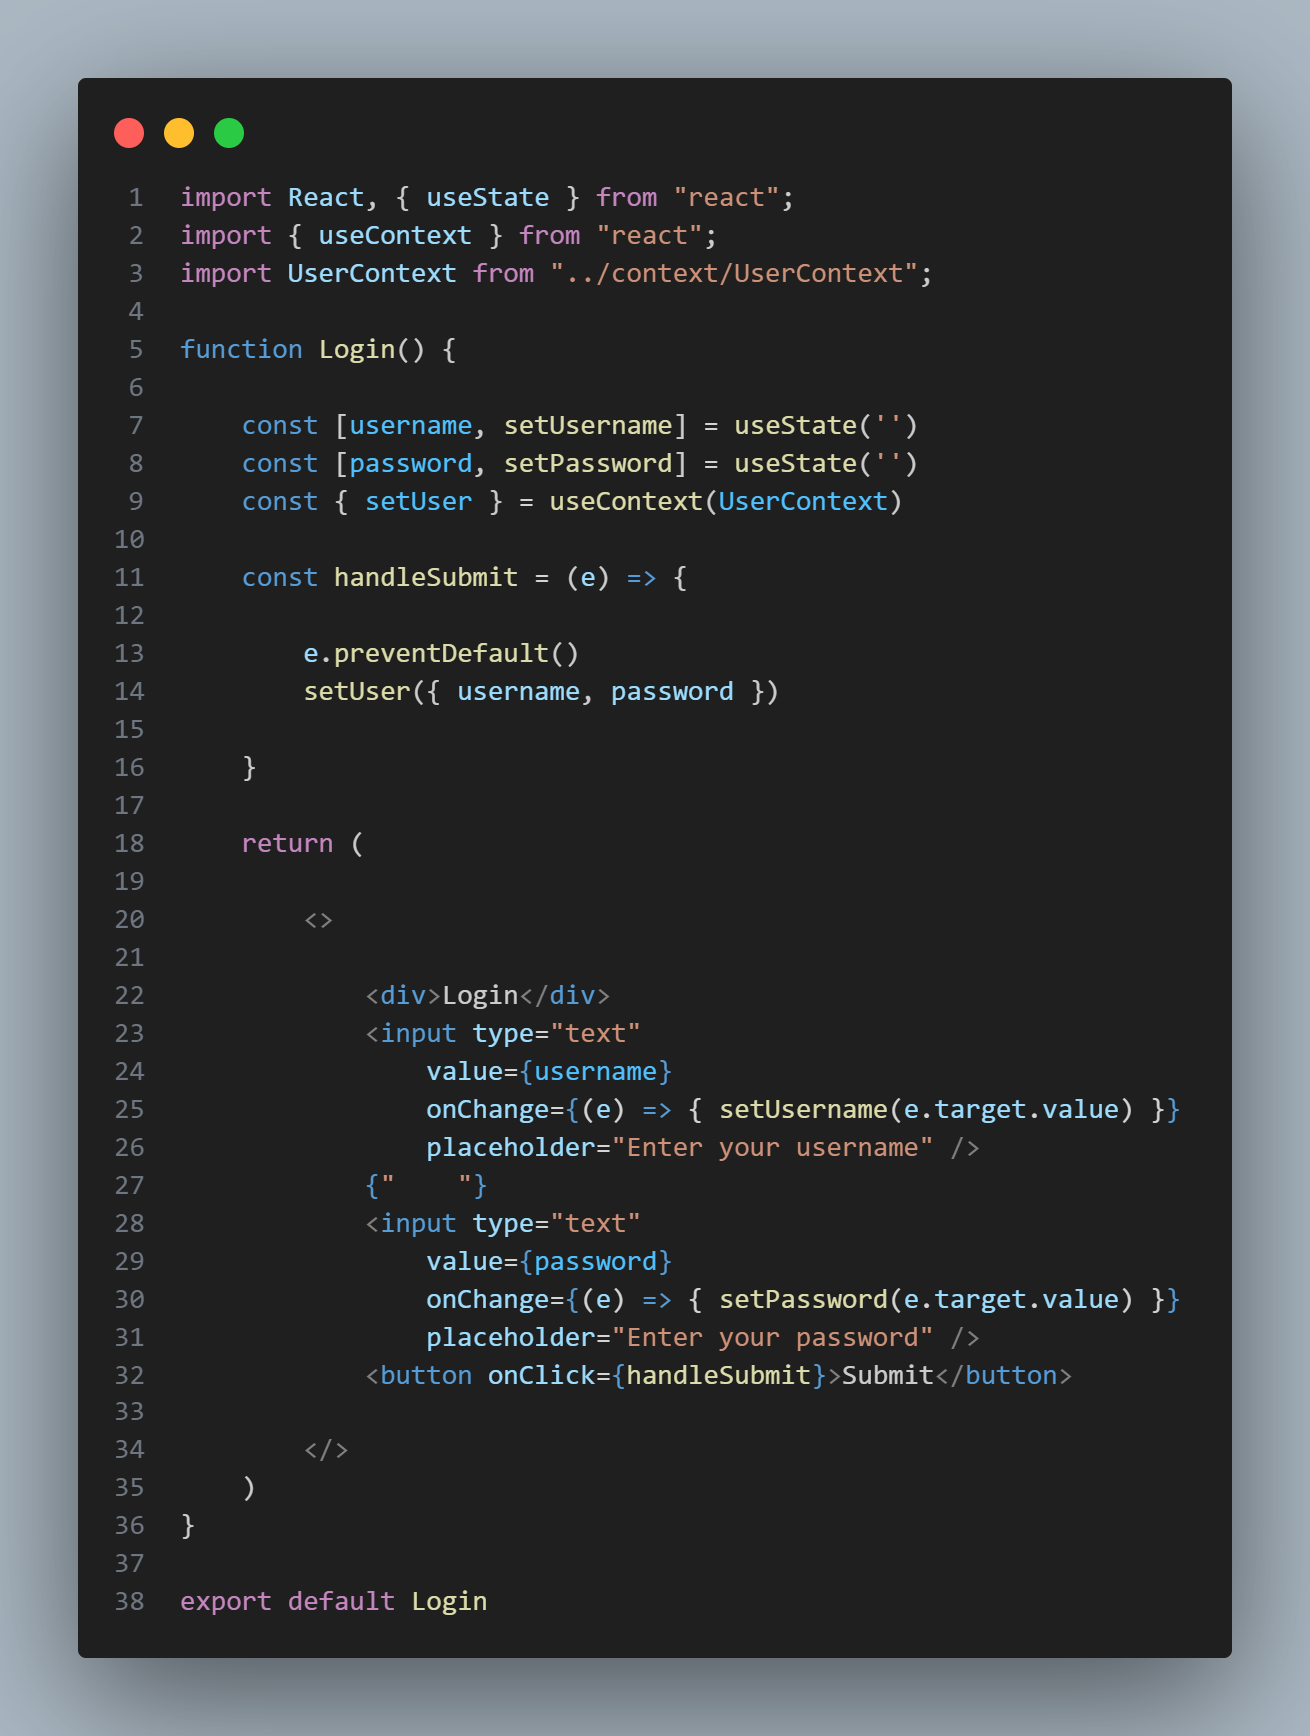 1 import React, { useState } from "react";
2 import { useContext } from "react";
3 import UserContext from "../context/UserContext";
4
5 function Login() {
6
7     const [username, setUsername] = useState('')
8     const [password, setPassword] = useState('')
9     const { setUser } = useContext(UserContext)
10
11     const handleSubmit = (e) => {
12
13         e.preventDefault()
14         setUser({ username, password })
15
16     }
17
18     return (
19
20         <>
21
22             <div>Login</div>
23             <input type="text"
24                 value={username}
25                 onChange={(e) => { setUsername(e.target.value) }}
26                 placeholder="Enter your username" />
27             {"    "}
28             <input type="text"
29                 value={password}
30                 onChange={(e) => { setPassword(e.target.value) }}
31                 placeholder="Enter your password" />
32             <button onClick={handleSubmit}>Submit</button>
33
34         </>
35     )
36 }
37
38 export default Login